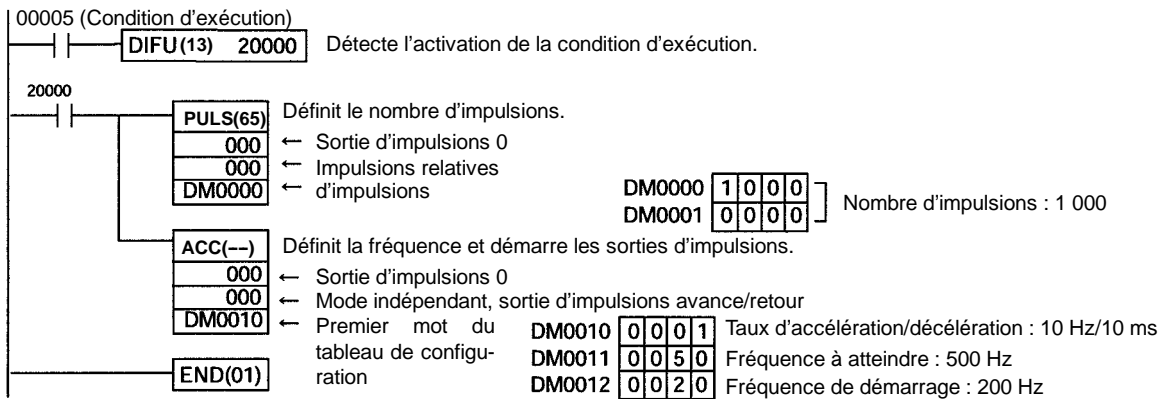 00005 (Condition d’exécution)
DIFU(13) 20000 Détecte l’activation de la condition d’exécution.
20000
PULS(65) Définit le nombre d’impulsions.
000 ← Sortie d’impulsions 0
000 ← Impulsions relatives
DM0000 ← d’impulsions
DM0000 1 0 0 0
DM0001 0 0 0 0
Nombre d’impulsions : 1 000
ACC(--) Définit la fréquence et démarre les sorties d’impulsions.
000 ← Sortie d’impulsions 0
000 ← Mode indépendant, sortie d’impulsions avance/retour
DM0010 ← Premier mot du
tableau de configu-
ration
DM0010 0 0 0 1 Taux d’accélération/décélération : 10 Hz/10 ms
DM0011 0 0 5 0 Fréquence à atteindre : 500 Hz
DM0012 0 0 2 0 Fréquence de démarrage : 200 Hz
END(01)